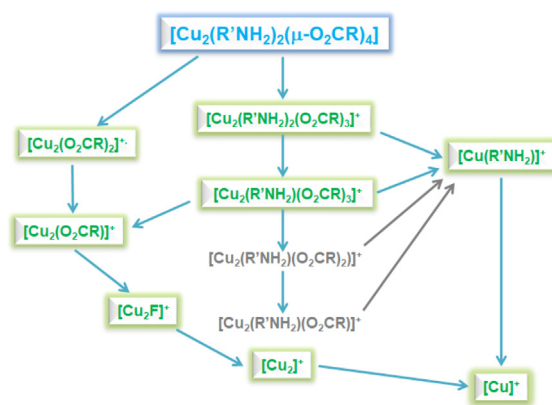 [Cu₂(R'NH₂)₂(μ-O₂CR)₄]
[Cu₂(R'NH₂)₂(O₂CR)₃]⁺
[Cu₂(O₂CR)₂]⁺·
[Cu(R'NH₂)]⁺
[Cu₂(R'NH₂)(O₂CR)₃]⁺
[Cu₂(O₂CR)]⁺
[Cu₂(R'NH₂)(O₂CR)₂)]⁺
[Cu₂F]⁺
[Cu₂(R'NH₂)(O₂CR)]⁺
[Cu₂]⁺
[Cu]⁺